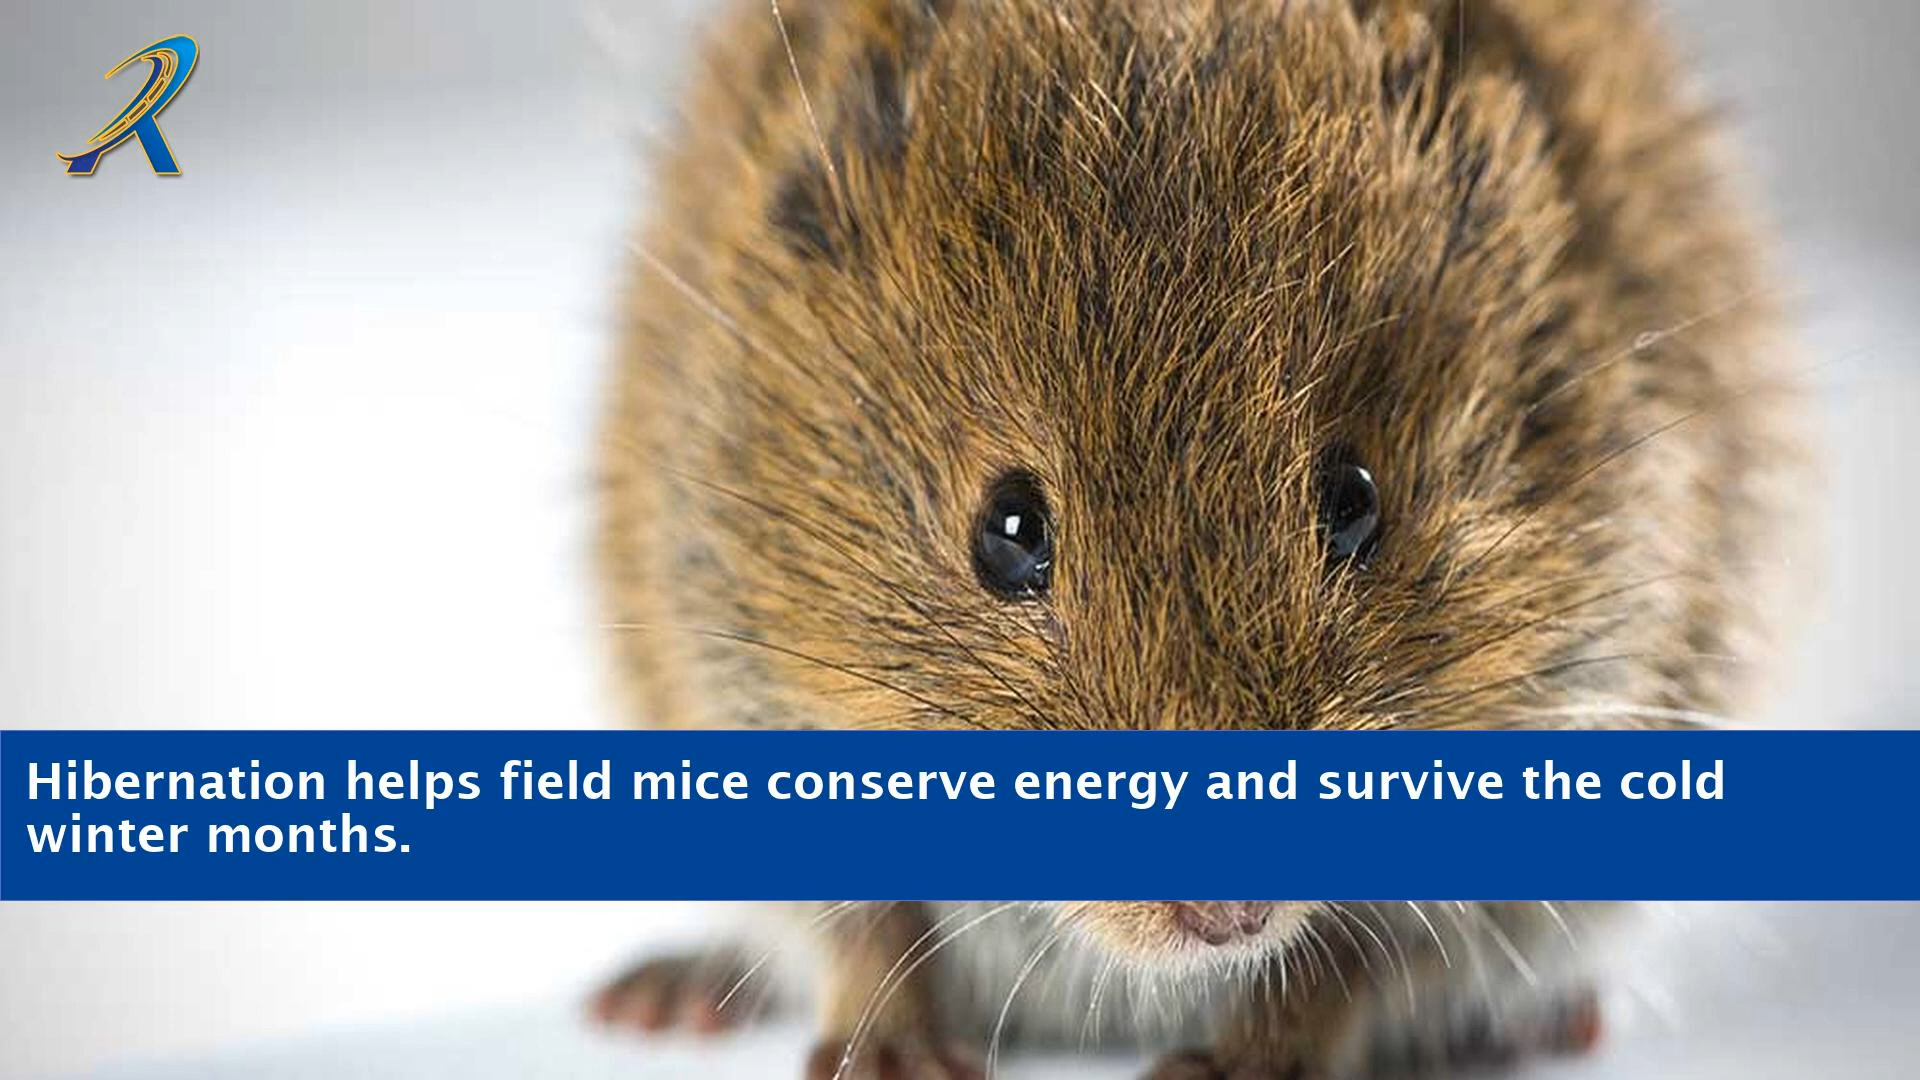 Hibernation helps field mice conserve energy and survive the cold
winter months.